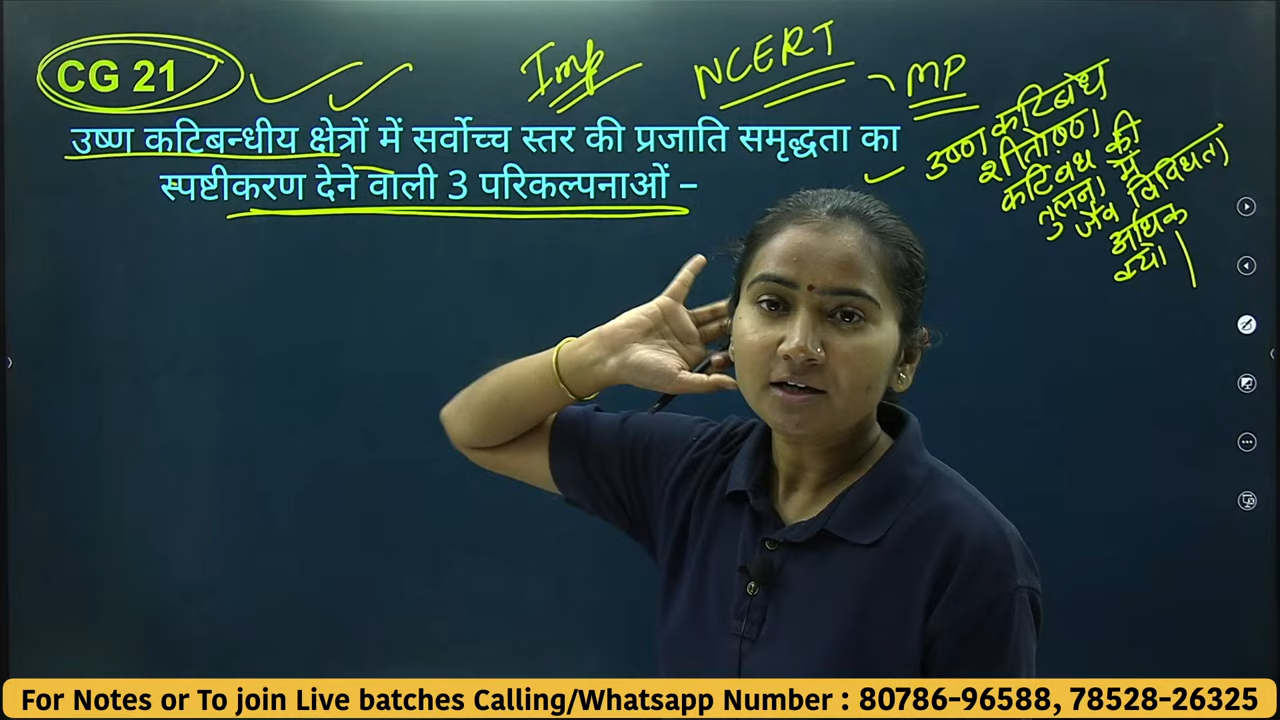 CG 21
Imp
NCERT
MP
उष्ण कटिबन्धीय क्षेत्रों में सर्वोच्च स्तर की प्रजाति समृद्धता का
स्पष्टीकरण देने वाली 3 परिकल्पनाओं –
उष्ण कटिबंध
शीतोष्ण
कटिबंध की
तुलना में
जैव विविधता
अधिक
क्यो।
For Notes or To join Live batches Calling/Whatsapp Number : 80786-96588, 78528-26325